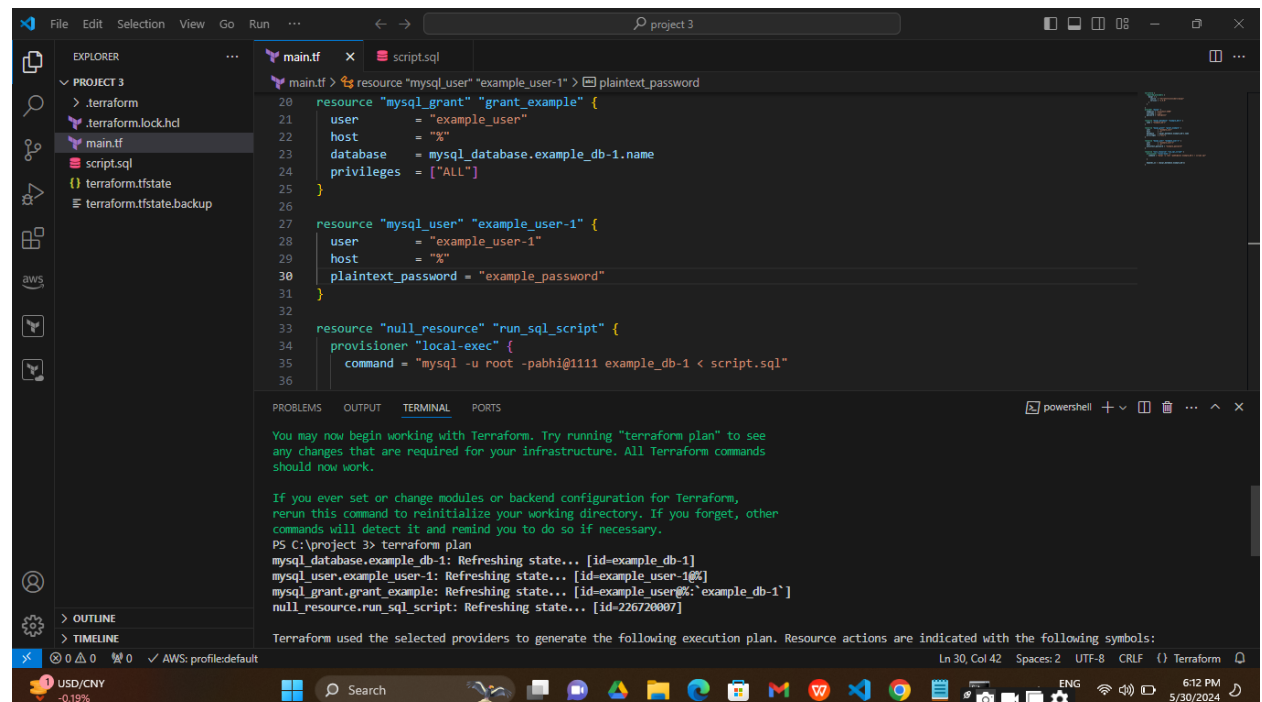 File Edit Selection View Go Run ··· ← → project 3
EXPLORER ···
PROJECT 3
.terraform
.terraform.lock.hcl
main.tf
script.sql
{} terraform.tfstate
terraform.tfstate.backup
OUTLINE
TIMELINE
aws
main.tf × script.sql
main.tf > resource "mysql_user" "example_user-1" > plaintext_password
20 resource "mysql_grant" "grant_example" {
21 user = "example_user"
22 host = "%"
23 database = mysql_database.example_db-1.name
24 privileges = ["ALL"]
25 }
26
27 resource "mysql_user" "example_user-1" {
28 user = "example_user-1"
29 host = "%"
30 plaintext_password = "example_password"
31 }
32
33 resource "null_resource" "run_sql_script" {
34 provisioner "local-exec" {
35 command = "mysql -u root -pabhi@1111 example_db-1 < script.sql"
36
PROBLEMS OUTPUT TERMINAL PORTS powershell
You may now begin working with Terraform. Try running "terraform plan" to see
any changes that are required for your infrastructure. All Terraform commands
should now work.
If you ever set or change modules or backend configuration for Terraform,
rerun this command to reinitialize your working directory. If you forget, other
commands will detect it and remind you to do so if necessary.
PS C:\project 3> terraform plan
mysql_database.example_db-1: Refreshing state... [id=example_db-1]
mysql_user.example_user-1: Refreshing state... [id=example_user-1@%]
mysql_grant.grant_example: Refreshing state... [id=example_user@%:`example_db-1`]
null_resource.run_sql_script: Refreshing state... [id=226720007]
Terraform used the selected providers to generate the following execution plan. Resource actions are indicated with the following symbols:
0 0 0 AWS: profile:default Ln 30, Col 42 Spaces: 2 UTF-8 CRLF {} Terraform
1 USD/CNY
-0.19%
Search
ENG
6:12 PM
5/30/2024